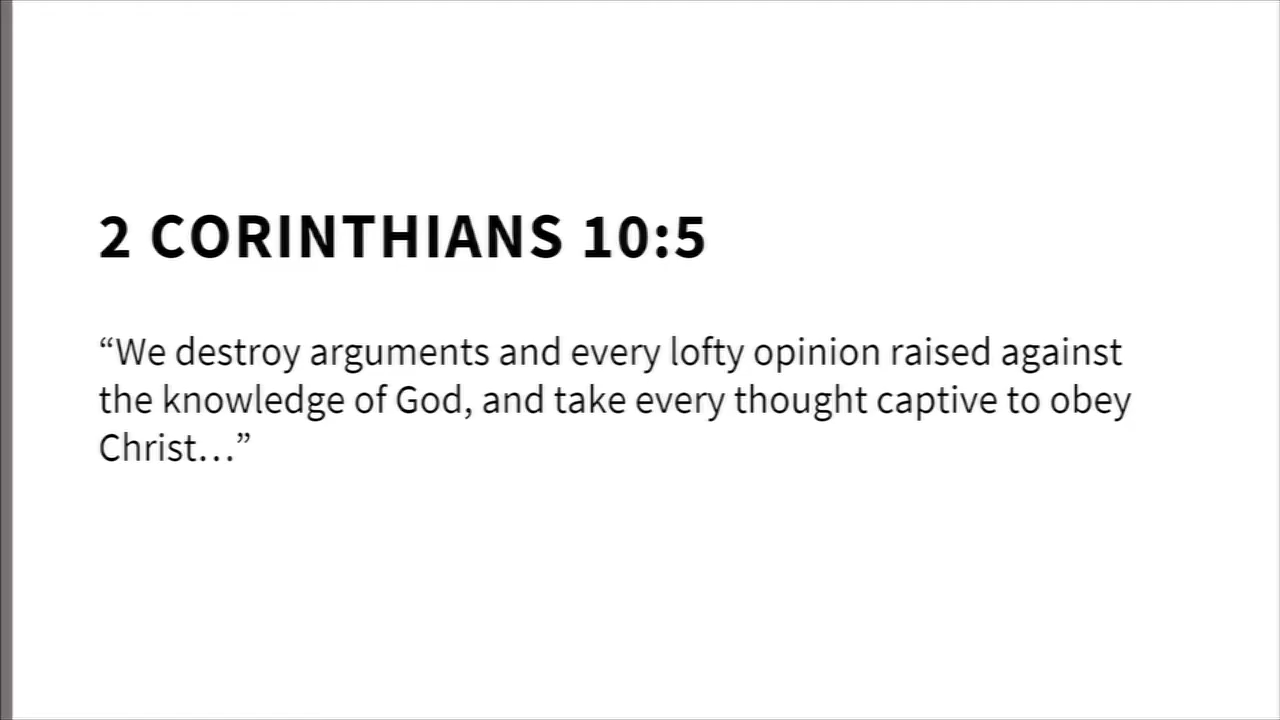 2 CORINTHIANS 10:5
“We destroy arguments and every lofty opinion raised against
the knowledge of God, and take every thought captive to obey
Christ…”